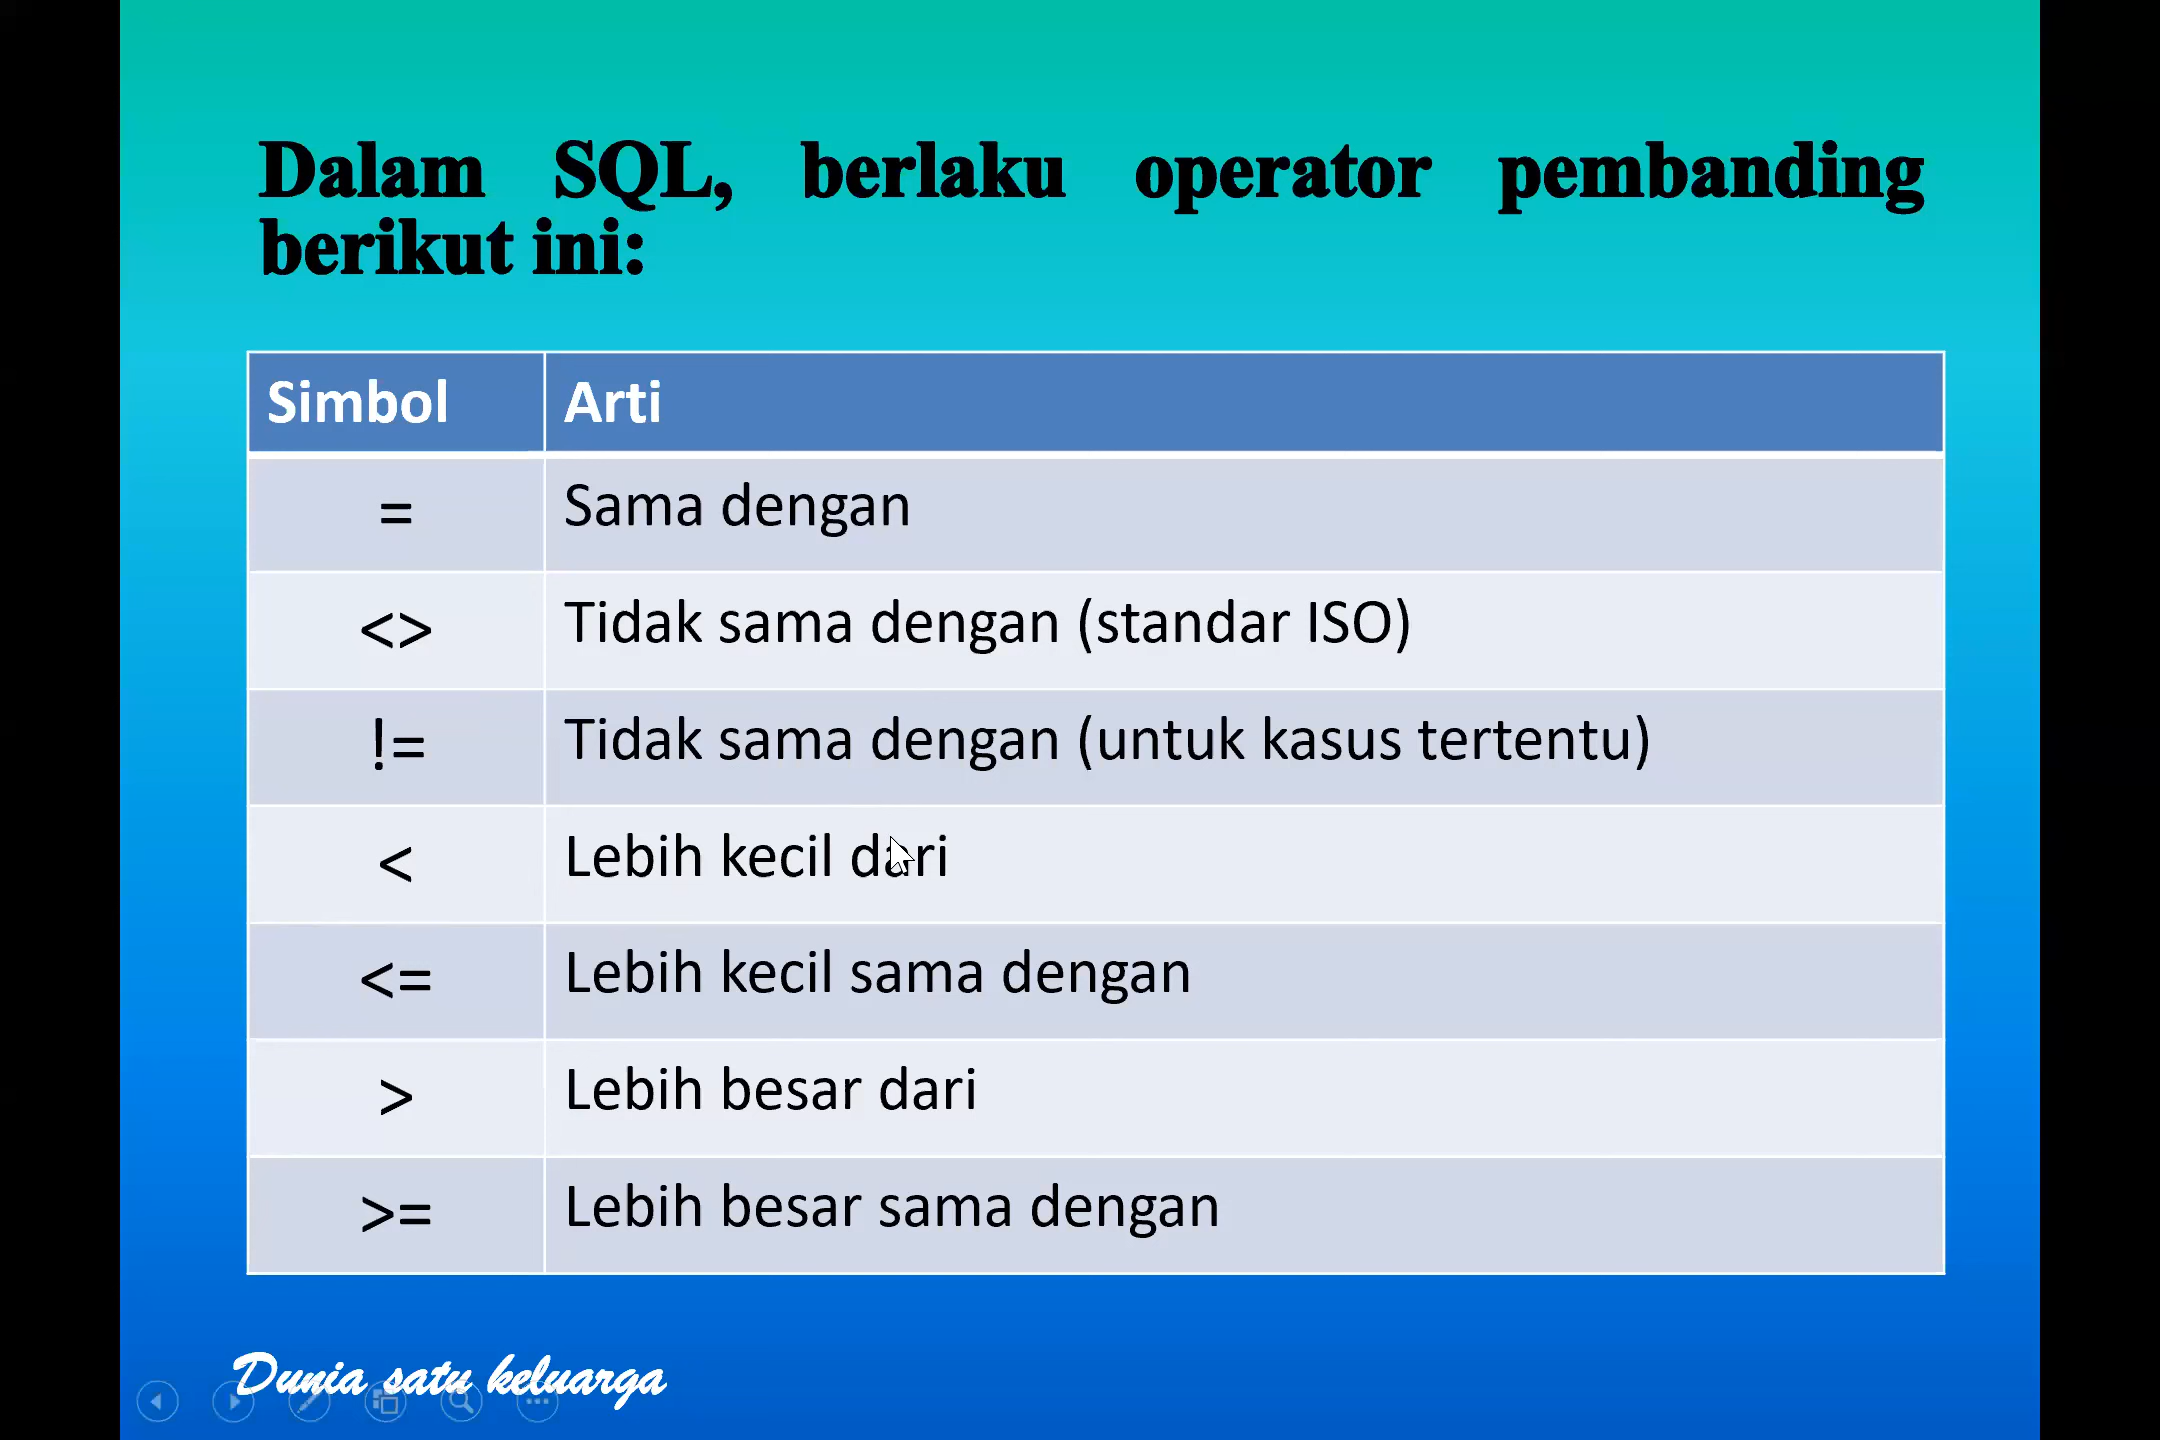 Dalam SQL, berlaku operator pembanding
berikut ini:
Simbol Arti
= Sama dengan
<> Tidak sama dengan (standar ISO)
!= Tidak sama dengan (untuk kasus tertentu)
< Lebih kecil dari
<= Lebih kecil sama dengan
> Lebih besar dari
>= Lebih besar sama dengan
Dunia satu keluarga